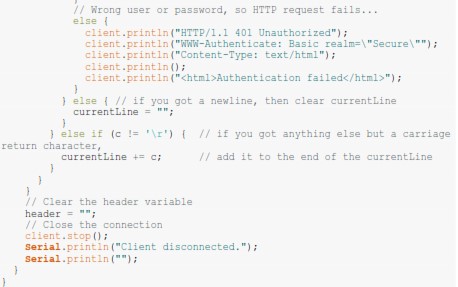 // Wrong user or password, so HTTP request fails...
else {
client.println("HTTP/1.1 401 Unauthorized");
client.println("WWW-Authenticate: Basic realm=\"Secure\"");
client.println("Content-Type: text/html");
client.println();
client.println("<html>Authentication failed</html>");
}
} else { // if you got a newline, then clear currentLine
currentLine = "";
}
} else if (c != '\r') { // if you got anything else but a carriage
return character,
currentLine += c; // add it to the end of the currentLine
}
}
}
// Clear the header variable
header = "";
// Close the connection
client.stop();
Serial.println("Client disconnected.");
Serial.println("");
}
}